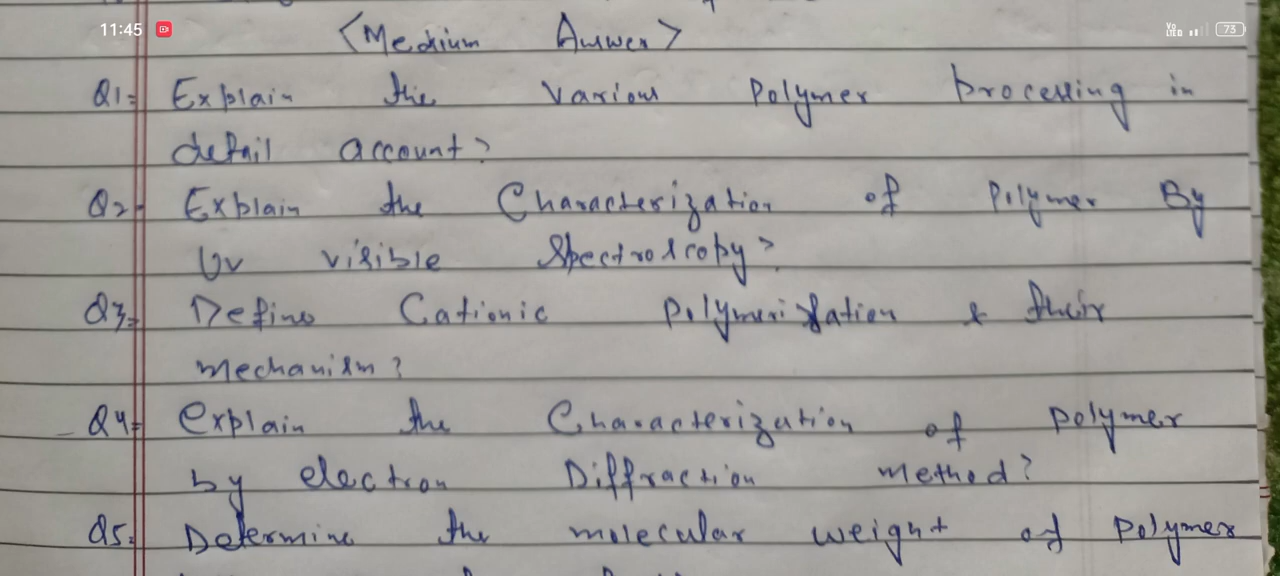 11:45
73
<Medium Answer>
Q1= Explain the various Polymer processing in
detail account?
Q2= Explain the Characterization of Polymer By
Uv visible Spectroscopy?
Q3= Define Cationic Polymerisation & their
mechanism?
Q4= Explain the Characterization of polymer
by electron Diffraction method?
Q5= Determine the molecular weight of Polymer